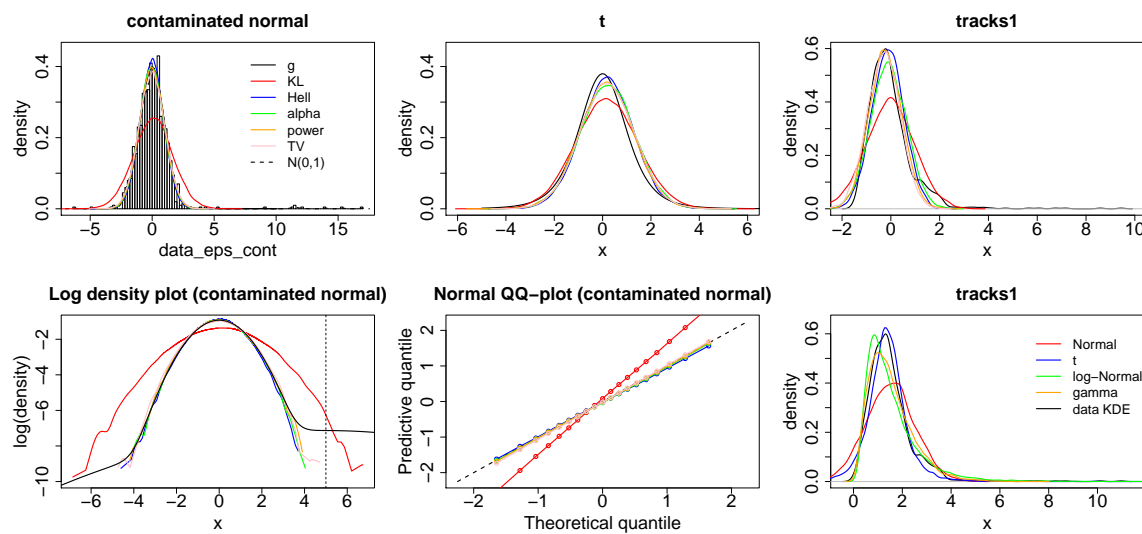 contaminated normal
density
0.0 0.2 0.4
g
KL
Hell
alpha
power
TV
N(0,1)
−5 0 5 10 15
data_eps_cont
t
density
0.0 0.2 0.4
−6 −4 −2 0 2 4 6
x
tracks1
density
0.0 0.2 0.4 0.6
−2 0 2 4 6 8 10
x
Log density plot (contaminated normal)
log(density)
−10 −8 −6 −4 −2
−6 −4 −2 0 2 4 6
x
Normal QQ−plot (contaminated normal)
Predictive quantile
−2 −1 0 1 2
−2 −1 0 1 2
Theoretical quantile
tracks1
density
0.0 0.2 0.4 0.6
Normal
t
log−Normal
gamma
data KDE
0 2 4 6 8 10
x